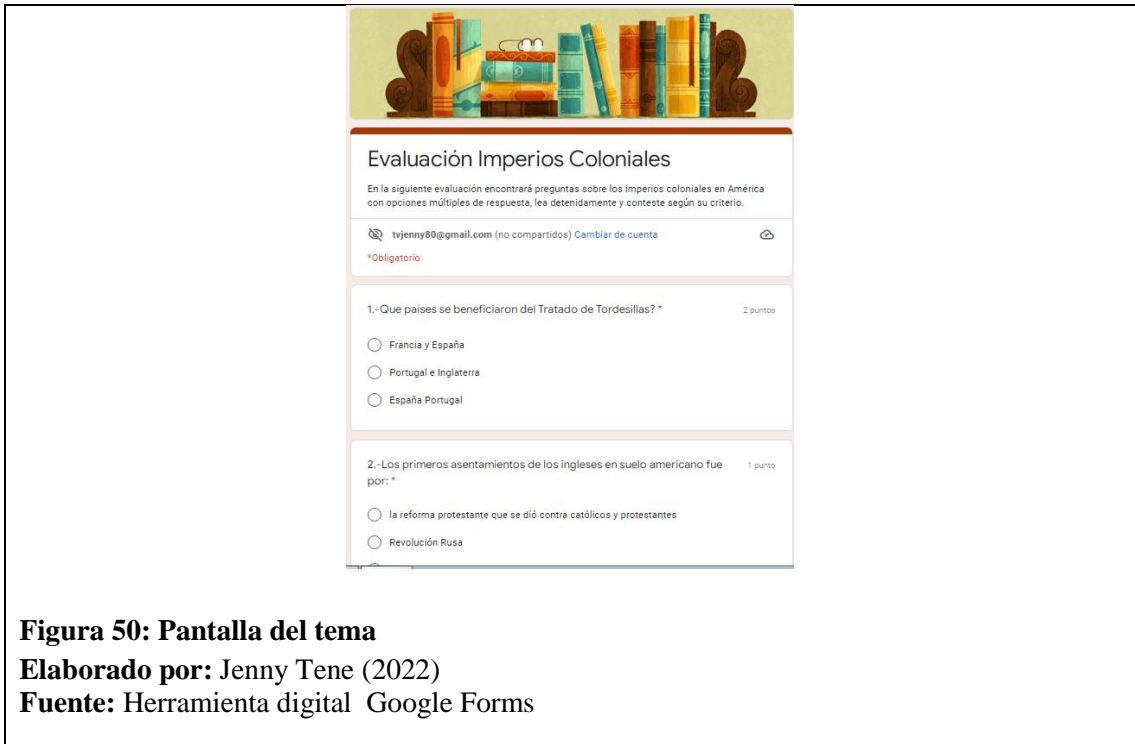 Evaluación Imperios Coloniales
En la siguiente evaluación encontrará preguntas sobre los imperios coloniales en América
con opciones múltiples de respuesta, lea detenidamente y conteste según su criterio.
tvjenny80@gmail.com (no compartidos) Cambiar de cuenta
*Obligatorio
1.-Que países se beneficiaron del Tratado de Tordesillas? * 2 puntos
Francia y España
Portugal e Inglaterra
España Portugal
2.-Los primeros asentamientos de los ingleses en suelo americano fue 1 punto
por: *
la reforma protestante que se dió contra católicos y protestantes
Revolución Rusa
Figura 50: Pantalla del tema
Elaborado por: Jenny Tene (2022)
Fuente: Herramienta digital Google Forms